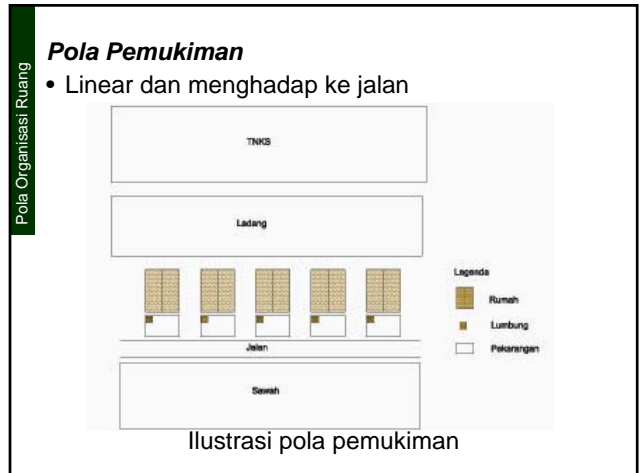 Pola Organisasi Ruang
Pola Pemukiman
• Linear dan menghadap ke jalan
TNKS
Ladang
Legenda
Rumah
Lumbung
Pekarangan
Jalan
Sawah
Ilustrasi pola pemukiman